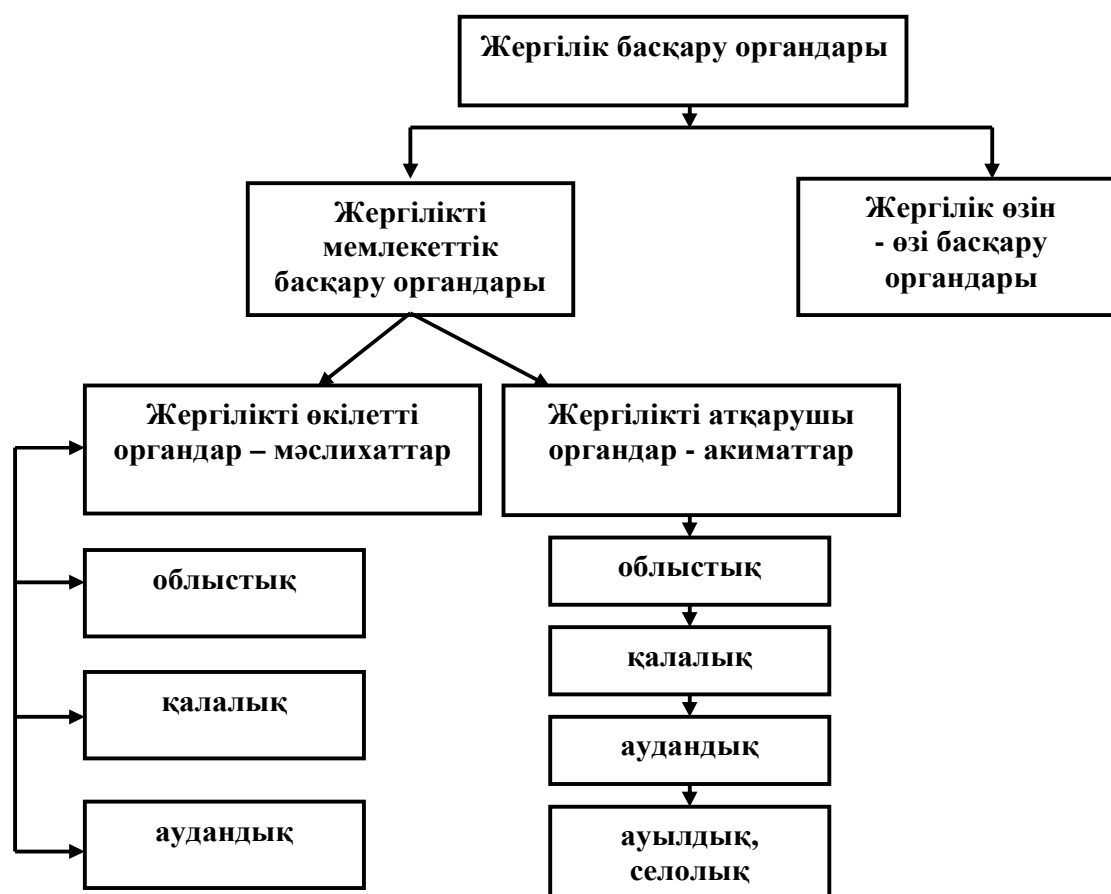 Жергілік басқару органдары
Жергілікті
мемлекеттік
басқару органдары
Жергілік өзін
- өзі басқару
органдары
Жергілікті өкілетті
органдар – мәслихаттар
Жергілікті атқарушы
органдар - акиматтар
облыстық
қалалық
аудандық
облыстық
қалалық
аудандық
ауылдық,
селолық